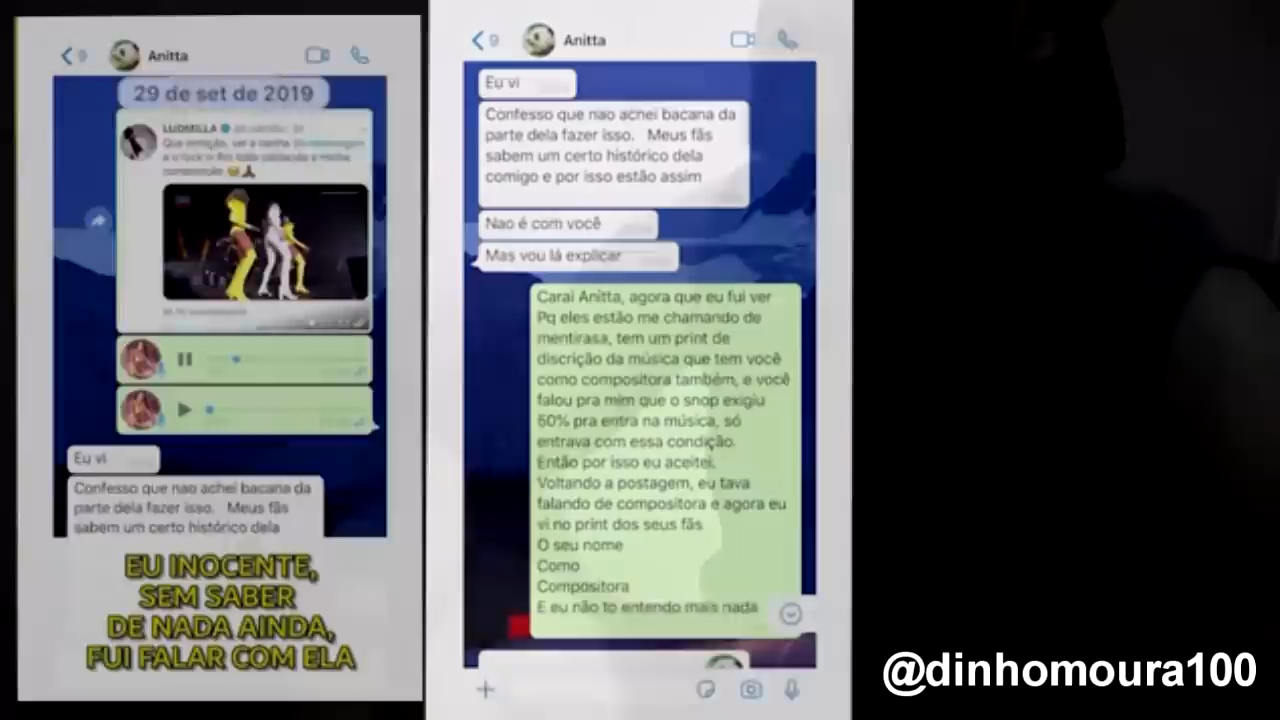 9
Anitta
29 de set de 2019
LUDMILLA
Que emoção, ver a rainha
composição
Eu vi
Confesso que nao achei bacana da
parte dela fazer isso. Meus fãs
sabem um certo histórico dela
EU INOCENTE,
SEM SABER
DE NADA AINDA,
FUI FALAR COM ELA
9
Anitta
Eu vi
Confesso que nao achei bacana da
parte dela fazer isso. Meus fãs
sabem um certo histórico dela
comigo e por isso estão assim
Nao é com você
Mas vou lá explicar
Carai Anitta, agora que eu fui ver
Pq eles estão me chamando de
mentirasa, tem um print de
discrição da música que tem você
como compositora também, e você
falou pra mim que o snop exigiu
50% pra entra na música, só
entrava com essa condição.
Então por isso eu aceitei.
Voltando a postagem, eu tava
falando de compositora e agora eu
vi no print dos seus fãs
O seu nome
Como
Compositora
E eu não to entendo mais nada
@dinhomoura100